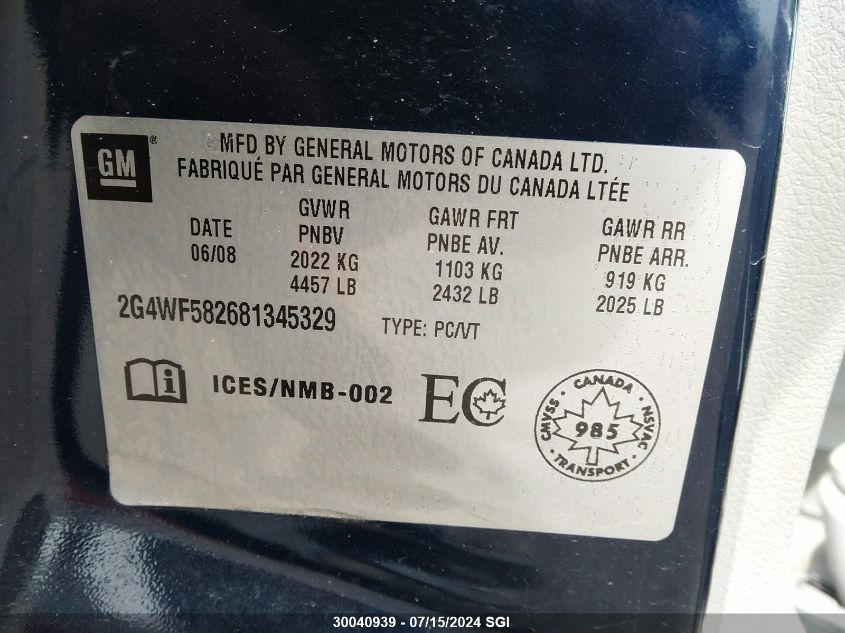 GM
®
MFD BY GENERAL MOTORS OF CANADA LTD.
FABRIQUÉ PAR GENERAL MOTORS DU CANADA LTÉE
DATE
06/08
GVWR
PNBV
2022 KG
4457 LB
GAWR FRT
PNBE AV.
1103 KG
2432 LB
GAWR RR
PNBE ARR.
919 KG
2025 LB
2G4WF582681345329
TYPE: PC/VT
i
ICES/NMB-002
EC
CANADA
CMVSS
985
NSVAC
TRANSPORT
30040939 - 07/15/2024 SGI